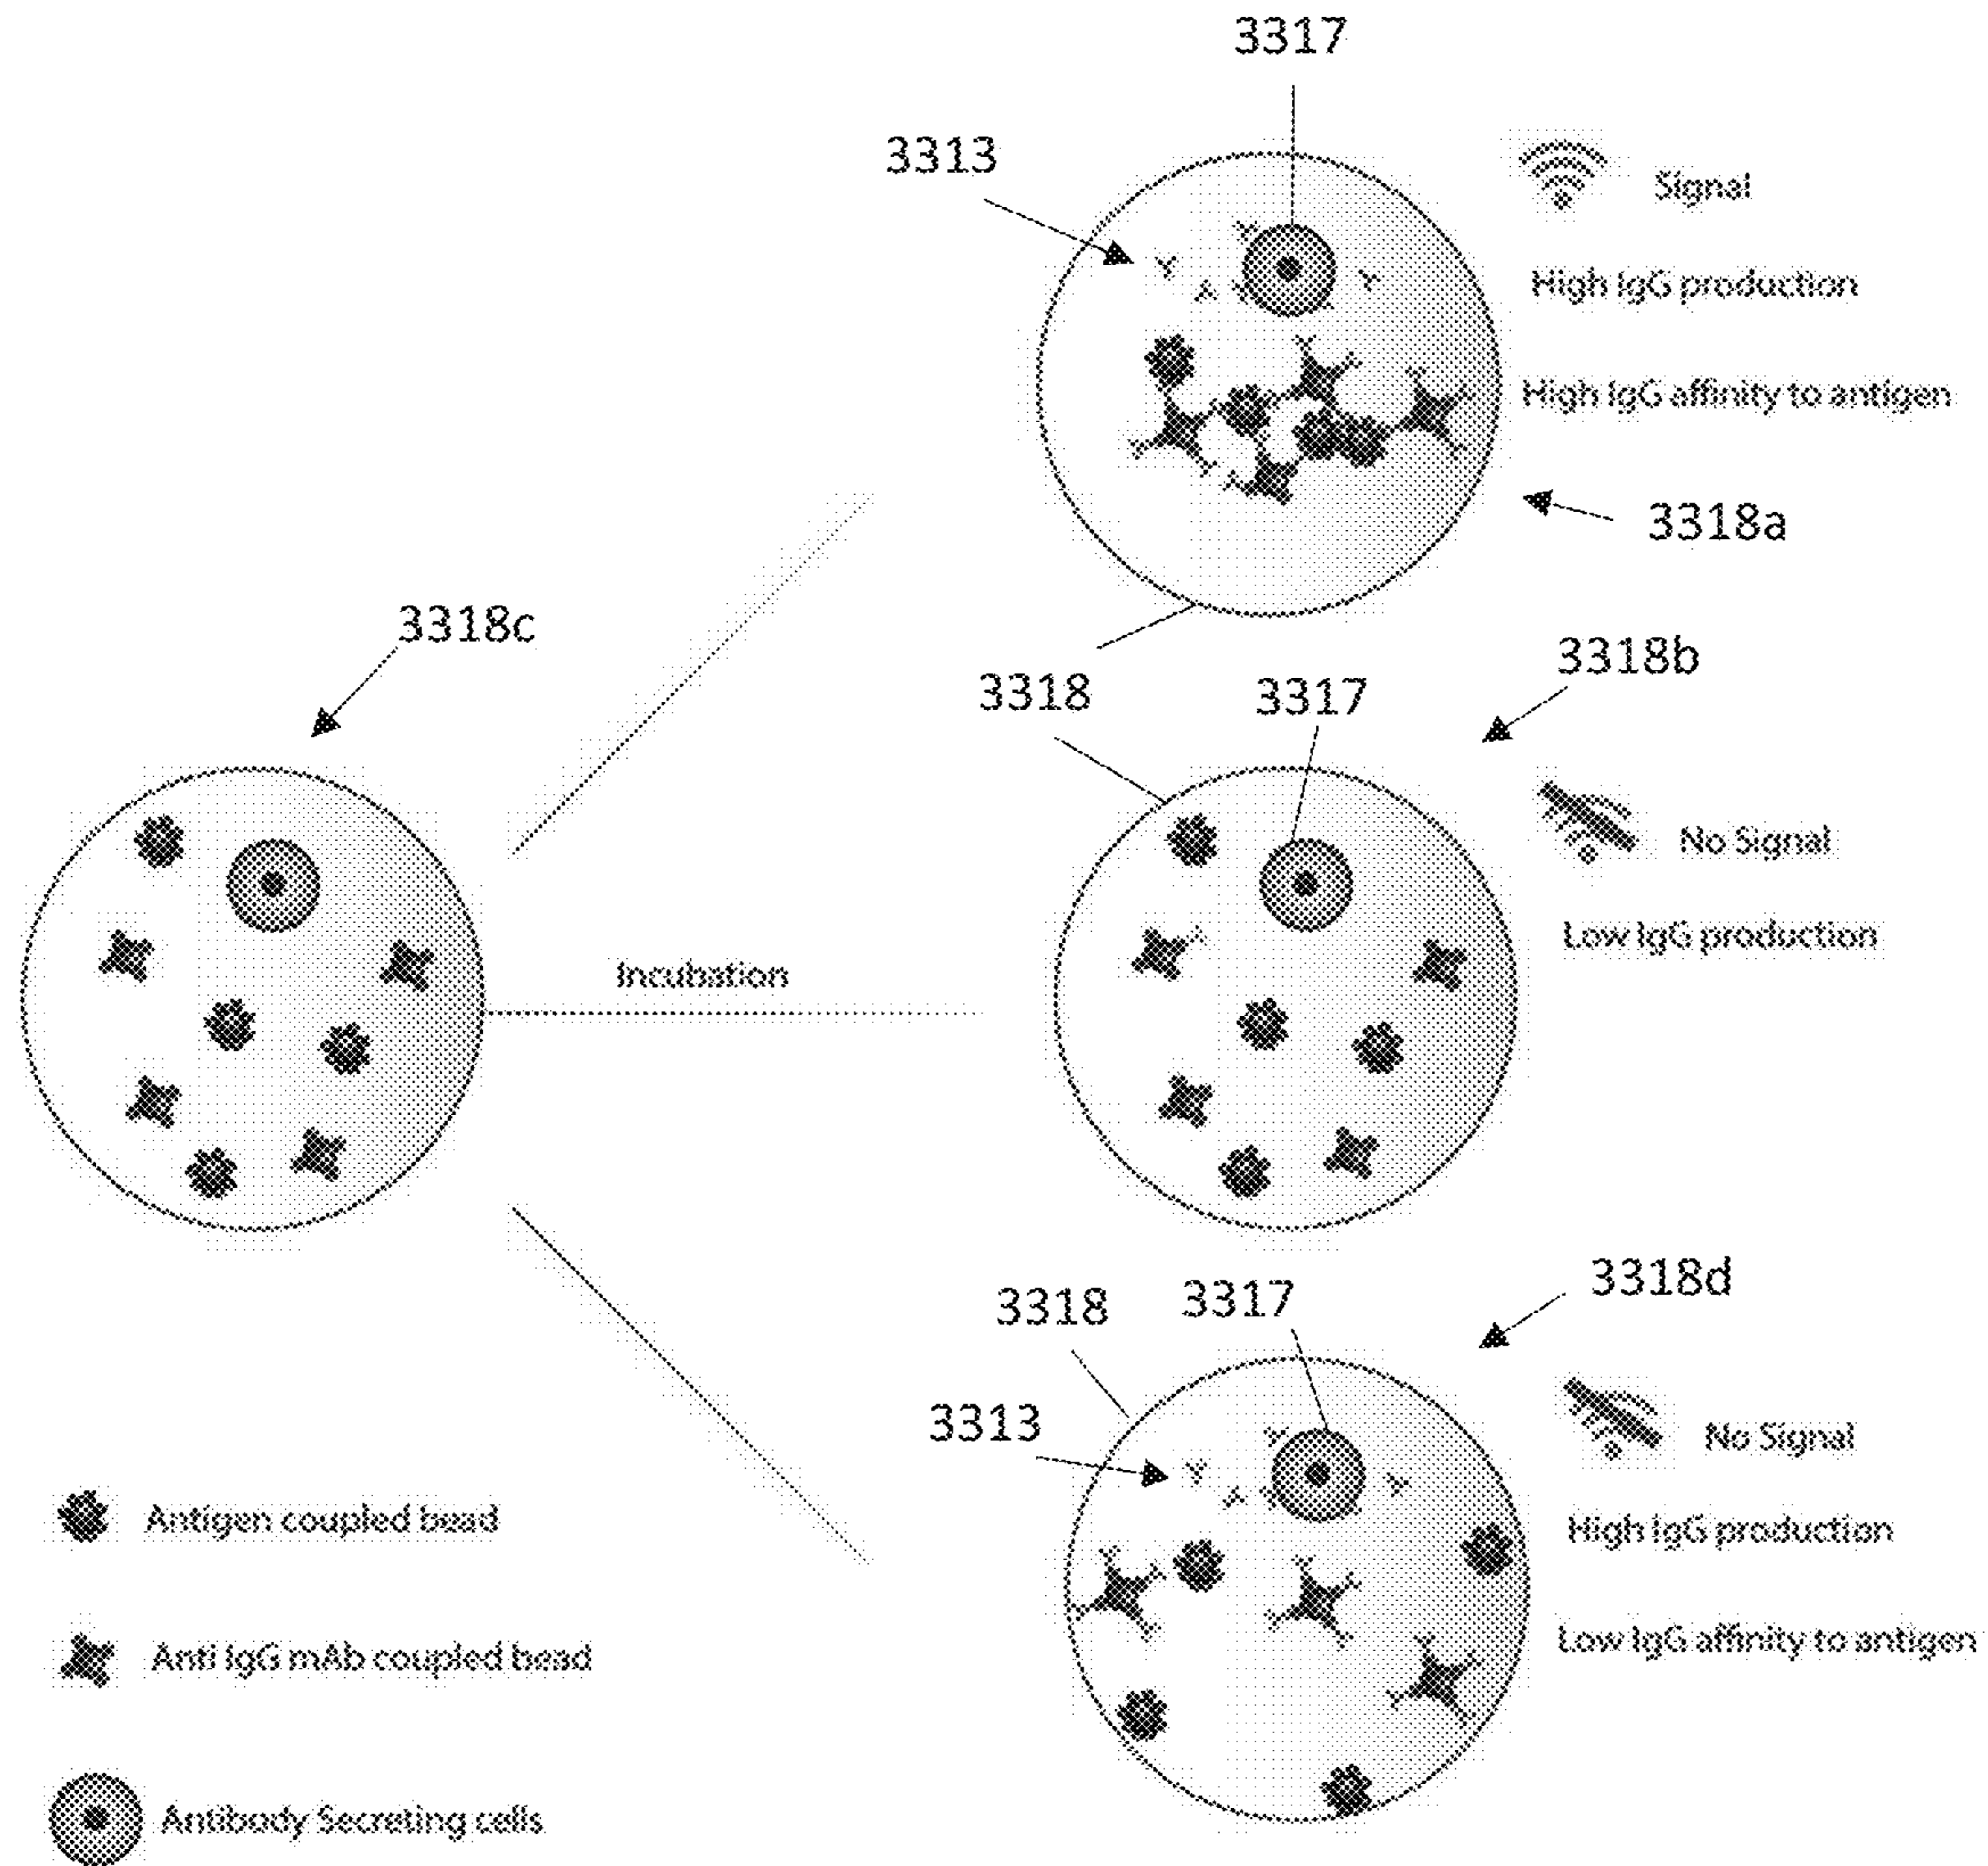 3317
3313
Signal
High IgG production
High IgG affinity to antigen
3318a
3318c
3318b
3318
3317
No Signal
Low IgG production
Incubation
3318d
3318
3317
3313
No Signal
High IgG production
Low IgG affinity to antigen
Antigen coupled bead
Anti IgG mAb coupled bead
Antibody Secreting cells